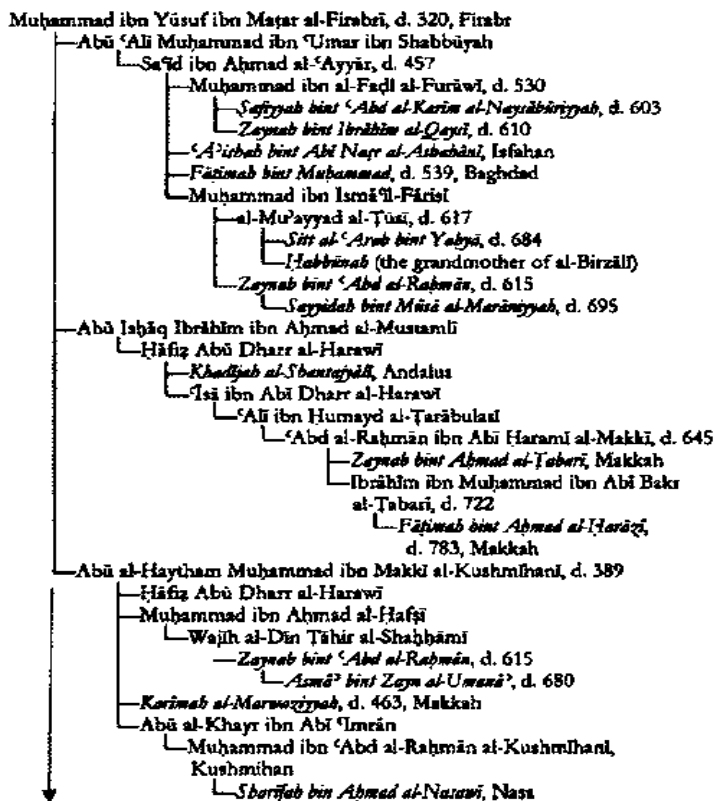 Muḥammad ibn Yūsuf ibn Maṭar al-Firabrī, d. 320, Firabr
Abū ʿAlī Muḥammad ibn ʿUmar ibn Shabbūyah
Saʿīd ibn Aḥmad al-ʿAyyār, d. 457
Muḥammad ibn al-Faḍl al-Furāwī, d. 530
Ṣafiyyah bint ʿAbd al-Karīm al-Naysābūriyyah, d. 603
Zaynab bint Ibrāhīm al-Qaysī, d. 610
ʿĀʾishah bint Abī Naṣr al-Aṣbahānī, Isfahan
Fāṭimah bint Muḥammad, d. 539, Baghdad
Muḥammad ibn Ismāʿīl-Fārisī
al-Muʾayyad al-Ṭūsī, d. 617
Sitt al-ʿArab bint Yaḥyā, d. 684
Ḥabbūnah (the grandmother of al-Birzālī)
Zaynab bint ʿAbd al-Raḥmān, d. 615
Sayyidah bint Mūsā al-Marāniyyah, d. 695
Abū Isḥāq Ibrāhīm ibn Aḥmad al-Mustamlī
Ḥāfiẓ Abū Dharr al-Harawī
Khadījah al-Shantajyālī, Andalus
ʿĪsā ibn Abī Dharr al-Harawī
ʿAlī ibn Ḥumayd al-Ṭarābulasī
ʿAbd al-Raḥmān ibn Abī Ḥaramī al-Makkī, d. 645
Zaynab bint Aḥmad al-Ṭabarī, Makkah
Ibrāhīm ibn Muḥammad ibn Abī Bakr
al-Ṭabarī, d. 722
Fāṭimah bint Aḥmad al-Ḥarāzī,
d. 783, Makkah
Abū al-Haytham Muḥammad ibn Makkī al-Kushmīhanī, d. 389
Ḥāfiẓ Abū Dharr al-Harawī
Muḥammad ibn Aḥmad al-Ḥafṣī
Wajīh al-Dīn Ṭāhir al-Shaḥḥāmī
Zaynab bint ʿAbd al-Raḥmān, d. 615
Asmāʾ bint Zayn al-Umanāʾ, d. 680
Karīmah al-Marwaziyyah, d. 463, Makkah
Abū al-Khayr ibn Abī ʿImrān
Muḥammad ibn ʿAbd al-Raḥmān al-Kushmīhanī,
Kushmihan
Sharīfah bin Aḥmad al-Nasawī, Nasa